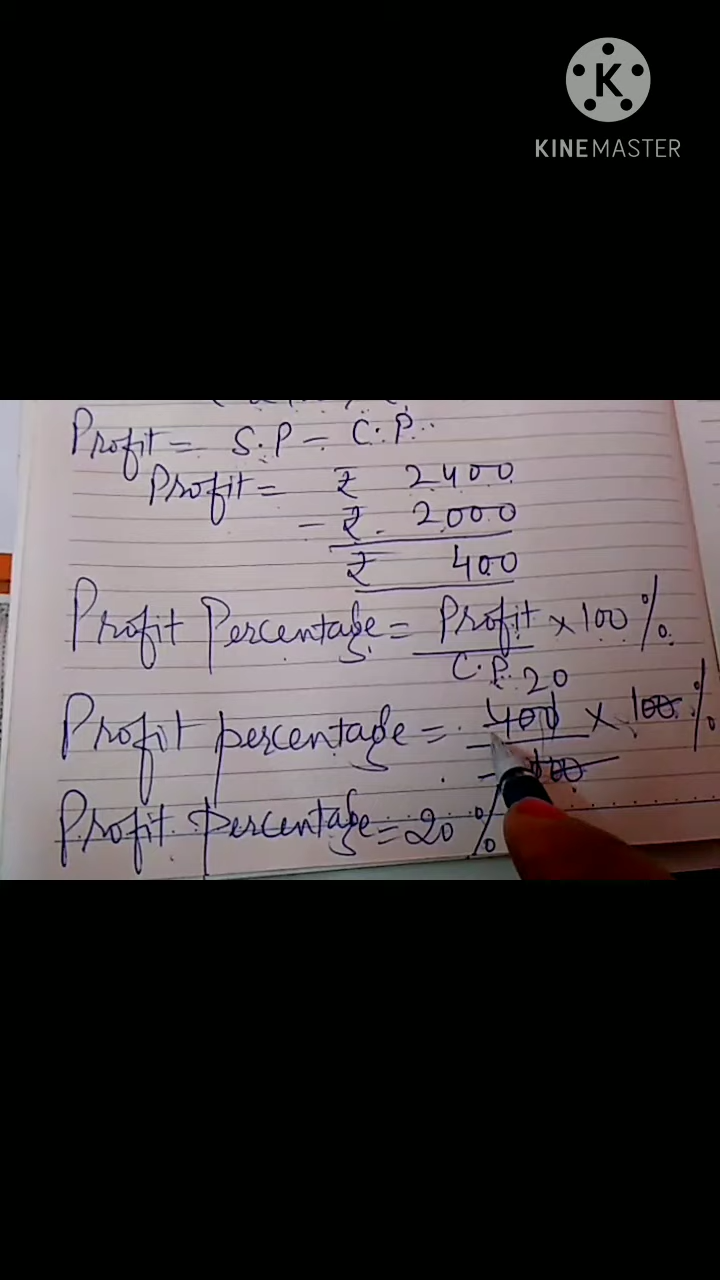 K
KINEMASTER
Profit = S.P - C.P.
Profit = ₹ 2400
- ₹ 2000
₹ 400
Profit Percentage = Profit × 100 %
C.P.
20
Profit percentage = 400 × 100 %
Profit percentage = 20 %